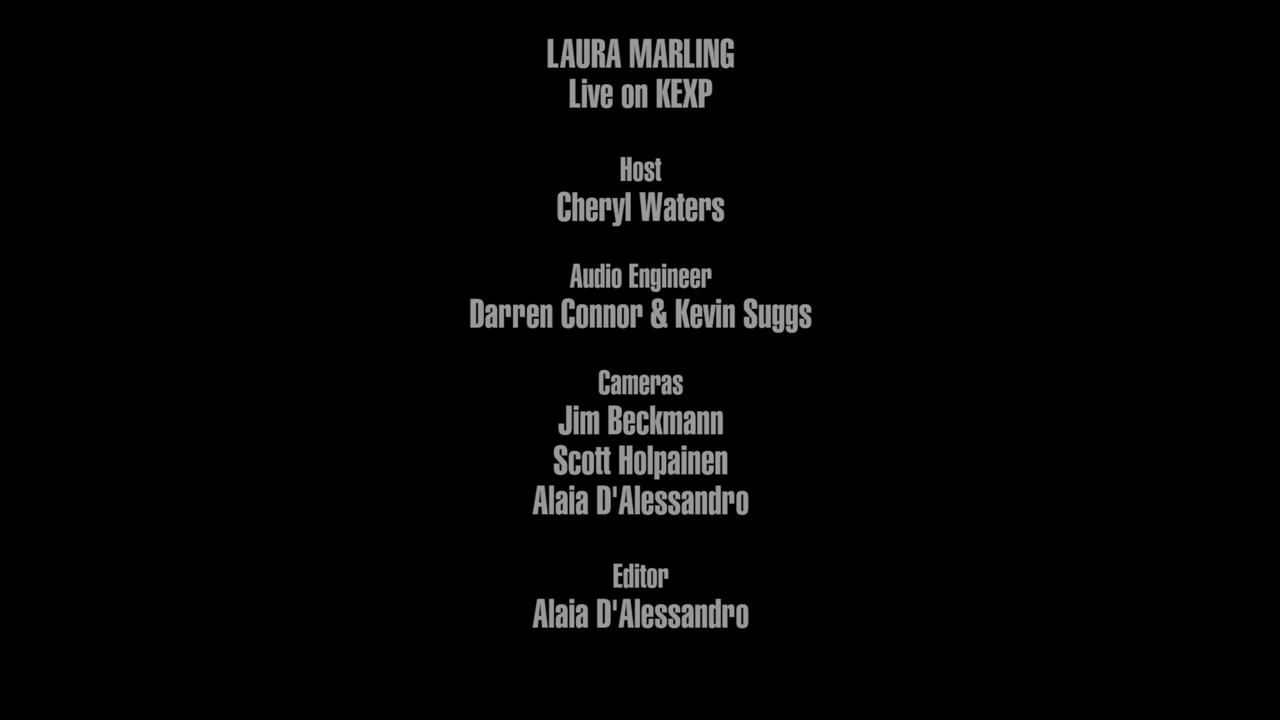 LAURA MARLING
Live on KEXP
Host
Cheryl Waters
Audio Engineer
Darren Connor & Kevin Suggs
Cameras
Jim Beckmann
Scott Holpainen
Alaia D'Alessandro
Editor
Alaia D'Alessandro